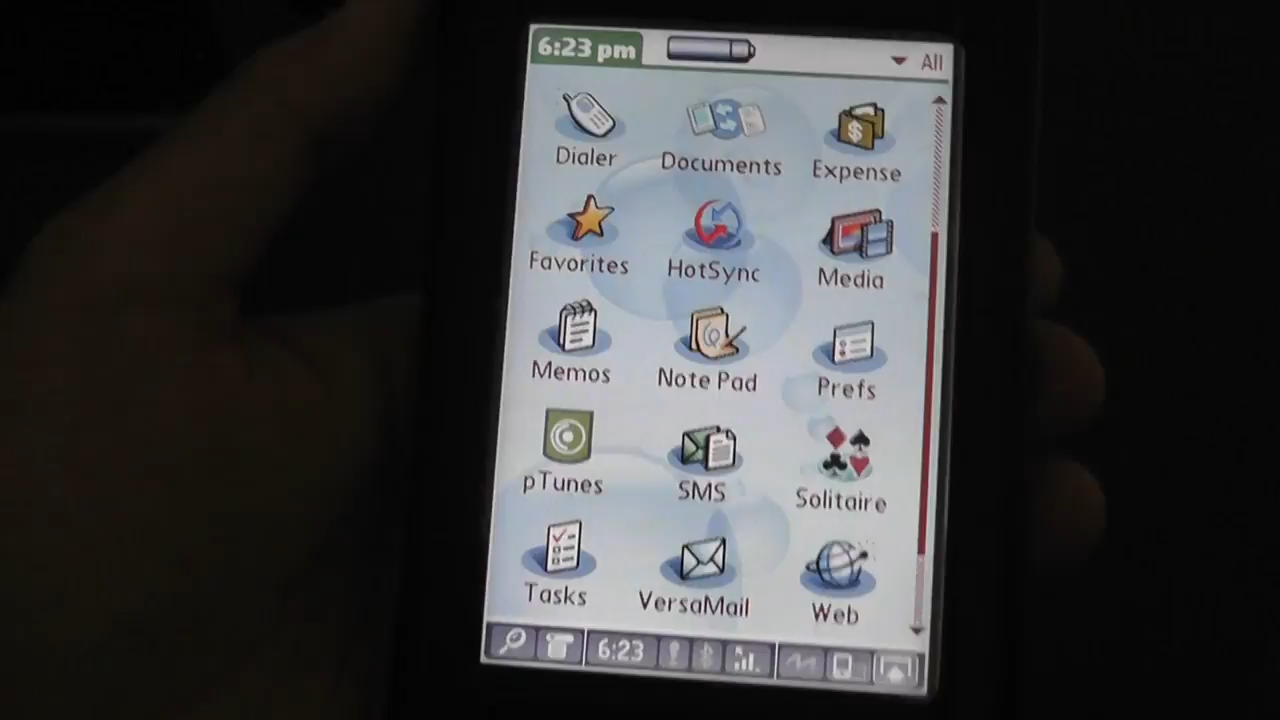 6:23 pm All
Dialer Documents Expense
Favorites HotSync Media
Memos Note Pad Prefs
pTunes SMS Solitaire
Tasks VersaMail Web
6:23